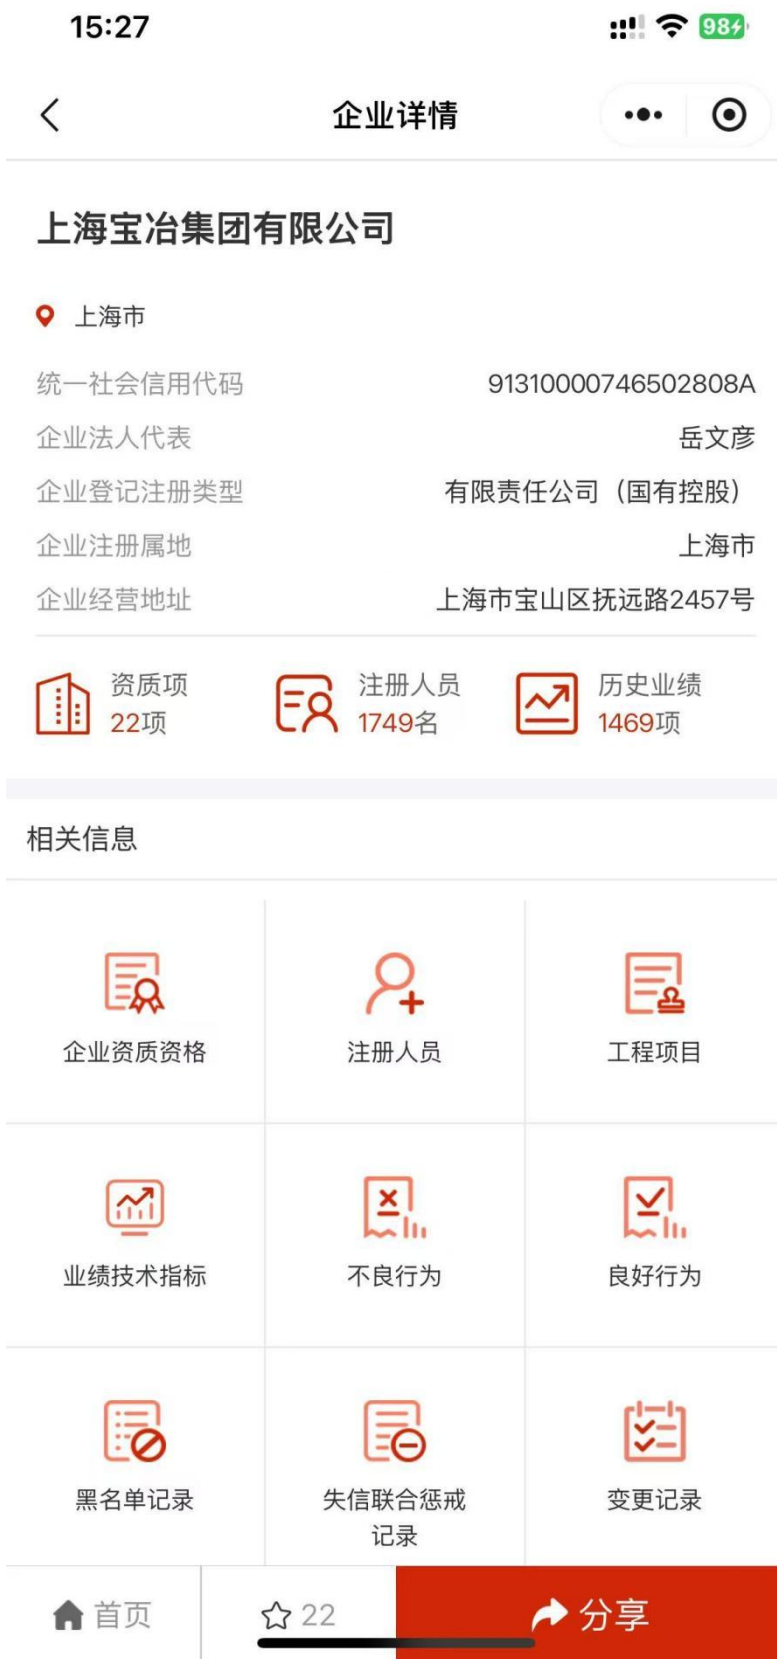 15:27
98
企业详情
上海宝冶集团有限公司
上海市
统一社会信用代码 91310000746502808A
企业法人代表 岳文彦
企业登记注册类型 有限责任公司（国有控股）
企业注册属地 上海市
企业经营地址 上海市宝山区抚远路2457号
资质项
22项
注册人员
1749名
历史业绩
1469项
相关信息
企业资质资格
注册人员
工程项目
业绩技术指标
不良行为
良好行为
黑名单记录
失信联合惩戒
记录
变更记录
首页
22
分享